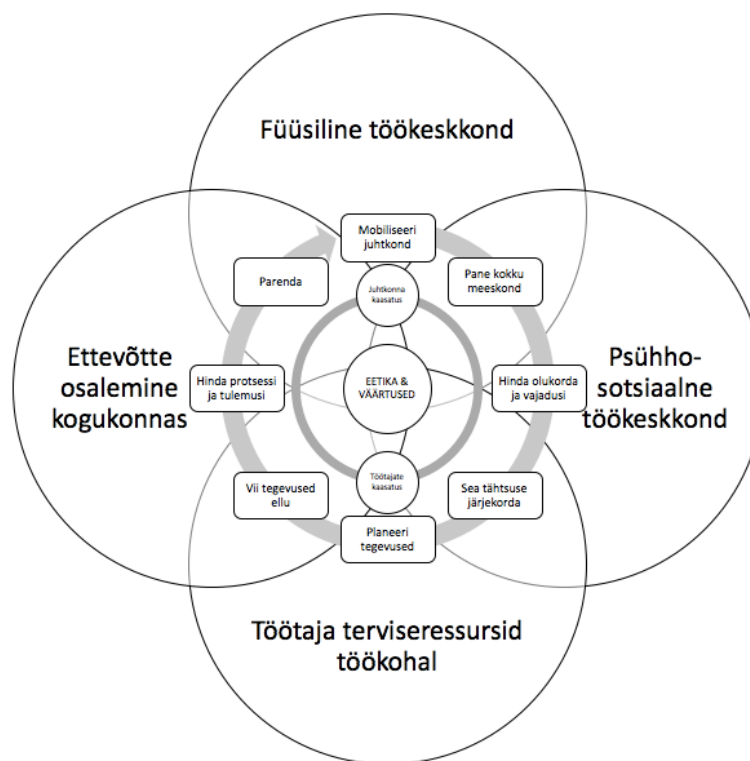 Füüsiline töökeskkond
Mobiliseeri
juhtkond
Parenda
Pane kokku
meeskond
Juhtkonna
kaasatus
Ettevõtte
osalemine
kogukonnas
Hinda protsessi
ja tulemusi
EETIKA &
VÄÄRTUSED
Hinda olukorda
ja vajadusi
Psühho-
sotsiaalne
töökeskkond
Vii tegevused
ellu
Töötajate
kaasatus
Sea tähtsuse
järjekorda
Planeeri
tegevused
Töötaja terviseressursid
töökohal